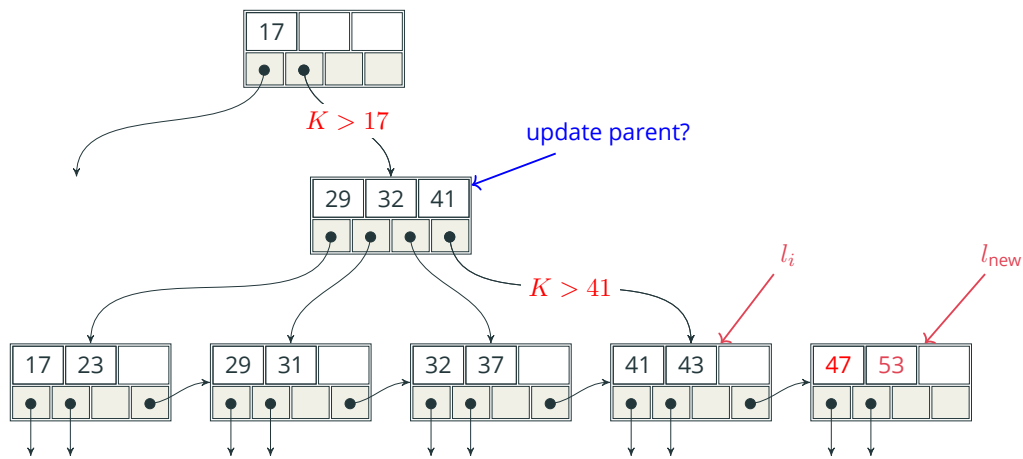 17
K > 17
update parent?
29 32 41
l_i
l_new
K > 41
17 23 29 31 32 37 41 43 47 53